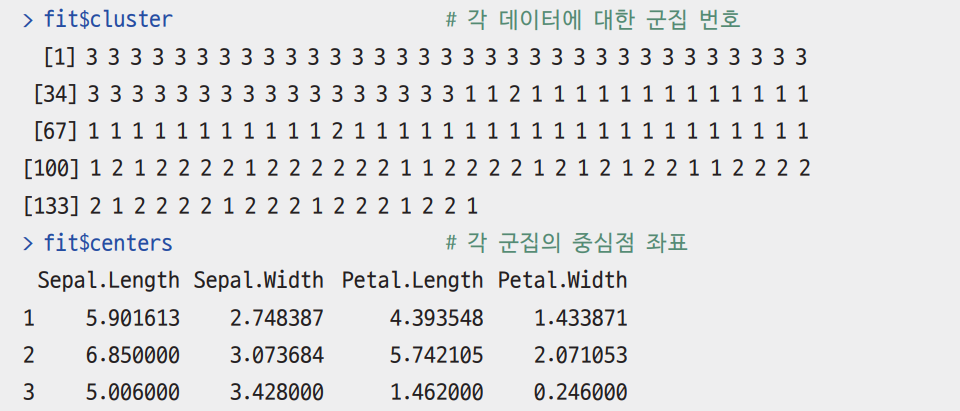 > fit$cluster # 각 데이터에 대한 군집 번호
[1] 3 3 3 3 3 3 3 3 3 3 3 3 3 3 3 3 3 3 3 3 3 3 3 3 3 3 3 3 3 3 3 3 3
[34] 3 3 3 3 3 3 3 3 3 3 3 3 3 3 3 3 3 1 1 2 1 1 1 1 1 1 1 1 1 1 1 1 1
[67] 1 1 1 1 1 1 1 1 1 1 1 2 1 1 1 1 1 1 1 1 1 1 1 1 1 1 1 1 1 1 1 1 1
[100] 1 2 1 2 2 2 2 1 2 2 2 2 2 2 1 1 2 2 2 2 1 2 1 2 1 2 2 1 1 2 2 2 2
[133] 2 1 2 2 2 2 1 2 2 2 1 2 2 2 1 2 2 1
> fit$centers # 각 군집의 중심점 좌표
Sepal.Length Sepal.Width Petal.Length Petal.Width
1 5.901613 2.748387 4.393548 1.433871
2 6.850000 3.073684 5.742105 2.071053
3 5.006000 3.428000 1.462000 0.246000